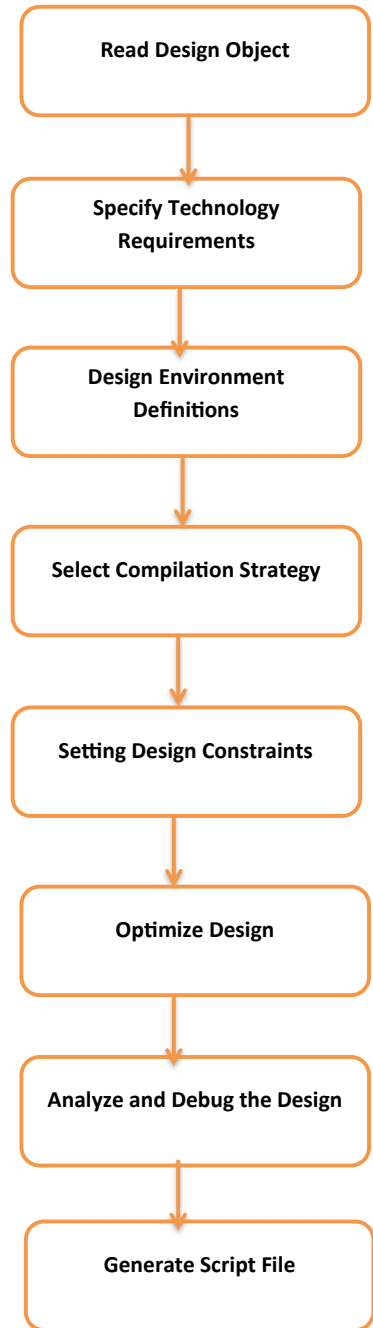 Read Design Object
Specify Technology
Requirements
Design Environment
Definitions
Select Compilation Strategy
Setting Design Constraints
Optimize Design
Analyze and Debug the Design
Generate Script File